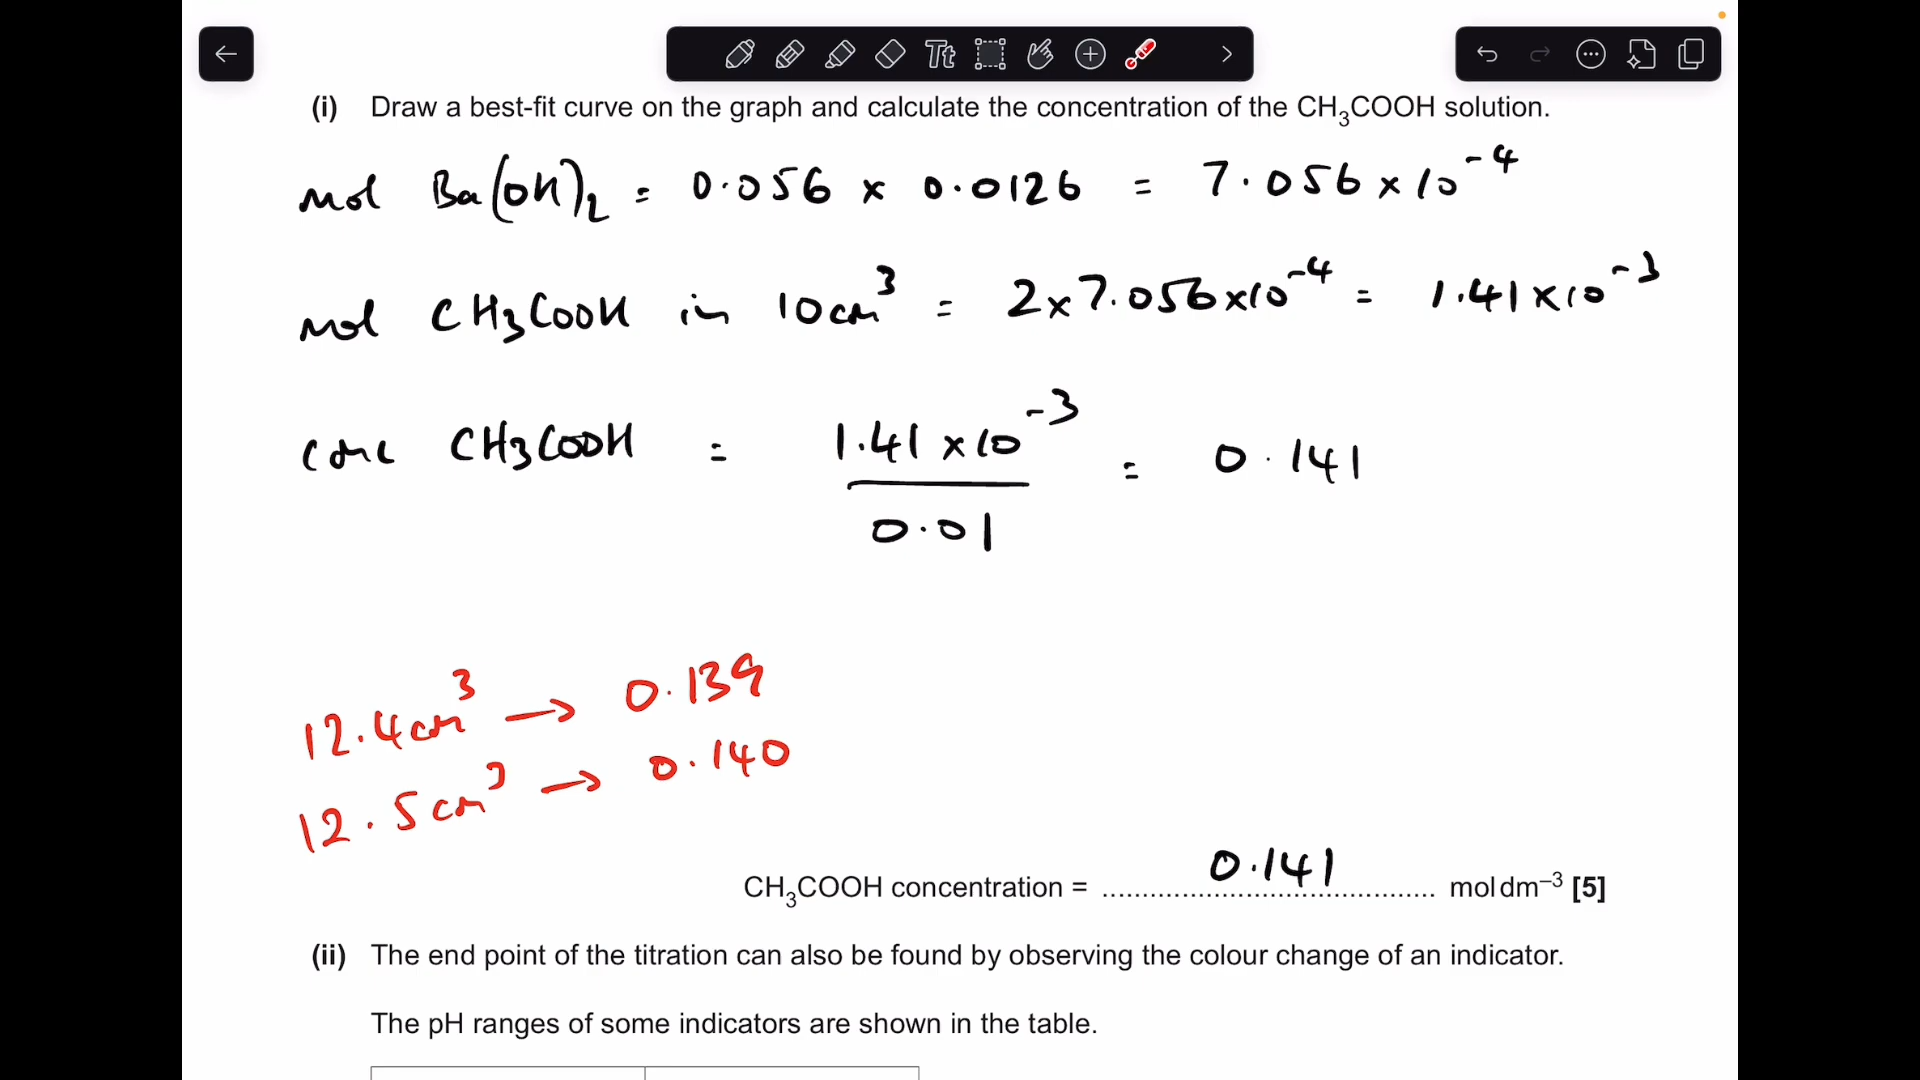 Tt
(i) Draw a best-fit curve on the graph and calculate the concentration of the CH₃COOH solution.
mol Ba(OH)₂ = 0.056 × 0.0126 = 7.056 × 10⁻⁴
mol CH₃COOH in 10cm³ = 2 × 7.056 × 10⁻⁴ = 1.41 × 10⁻³
conc CH₃COOH = 1.41 × 10⁻³ / 0.01 = 0.141
12.4cm³ → 0.139
12.5cm³ → 0.140
CH₃COOH concentration = ...... 0.141 ...... mol dm⁻³ [5]
(ii) The end point of the titration can also be found by observing the colour change of an indicator.
The pH ranges of some indicators are shown in the table.